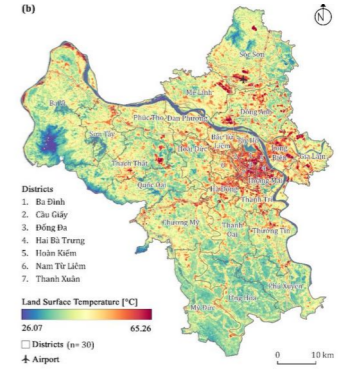 (b)
N
Sóc Sơn
Mê Linh
Ba Vì
Đông Anh
Phúc Thọ
Đan Phượng
Sơn Tây
Bắc Từ
Liêm
Hoài Đức
Long
Biên
Gia Lâm
Thạch Thất
Quốc Oai
Hoàng Mai
Hà Đông
Thanh Trì
Chương Mỹ
Thanh
Oai
Thường Tín
Phú Xuyên
Ứng Hòa
Mỹ Đức
Districts
1. Ba Đình
2. Cầu Giấy
3. Đống Đa
4. Hai Bà Trưng
5. Hoàn Kiếm
6. Nam Từ Liêm
7. Thanh Xuân
Land Surface Temperature [°C]
26.07 65.26
Districts (n= 30)
Airport
0 10 km